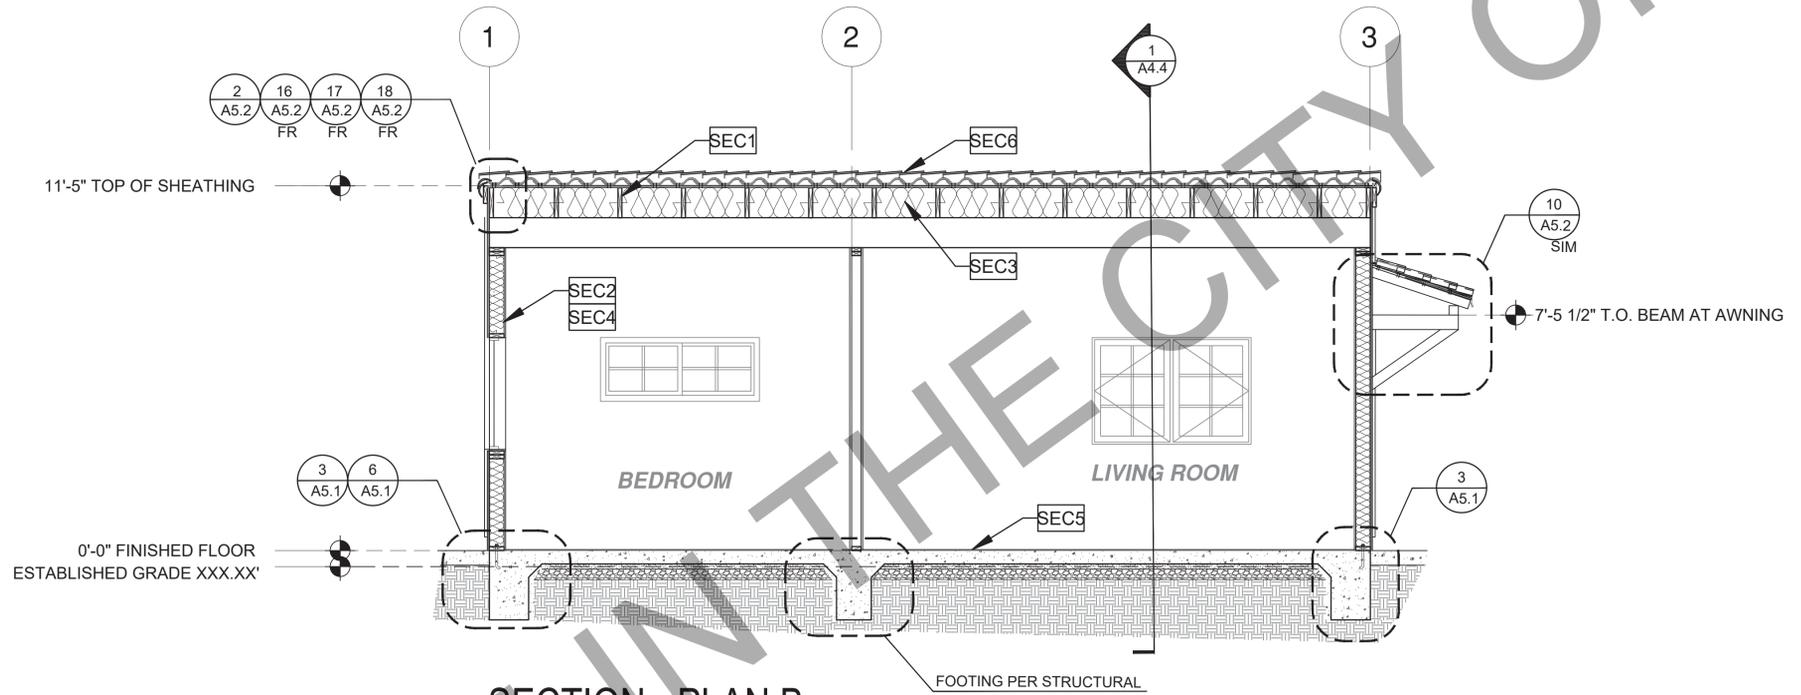 1
2
3
1
A4.4
2
A5.2
16
A5.2
FR
17
A5.2
FR
18
A5.2
FR
SEC1
SEC6
11'-5" TOP OF SHEATHING
10
A5.2
SIM
SEC3
SEC2
SEC4
7'-5 1/2" T.O. BEAM AT AWNING
BEDROOM
LIVING ROOM
3
A5.1
6
A5.1
3
A5.1
SEC5
0'-0" FINISHED FLOOR
ESTABLISHED GRADE XXX.XX'
FOOTING PER STRUCTURAL
SECTION - PLAN B
IN THE CITY OF